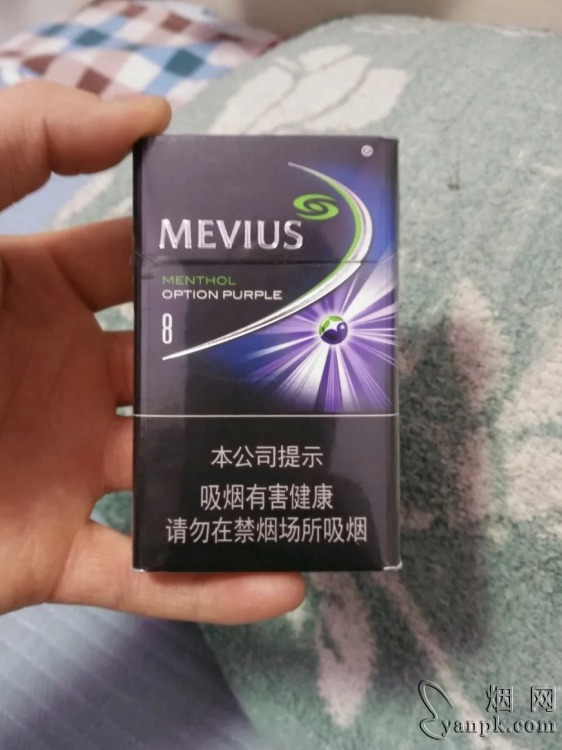 ®
MEVIUS
MENTHOL
OPTION PURPLE
8
本公司提示
吸烟有害健康
请勿在禁烟场所吸烟
烟网
yanpk.com